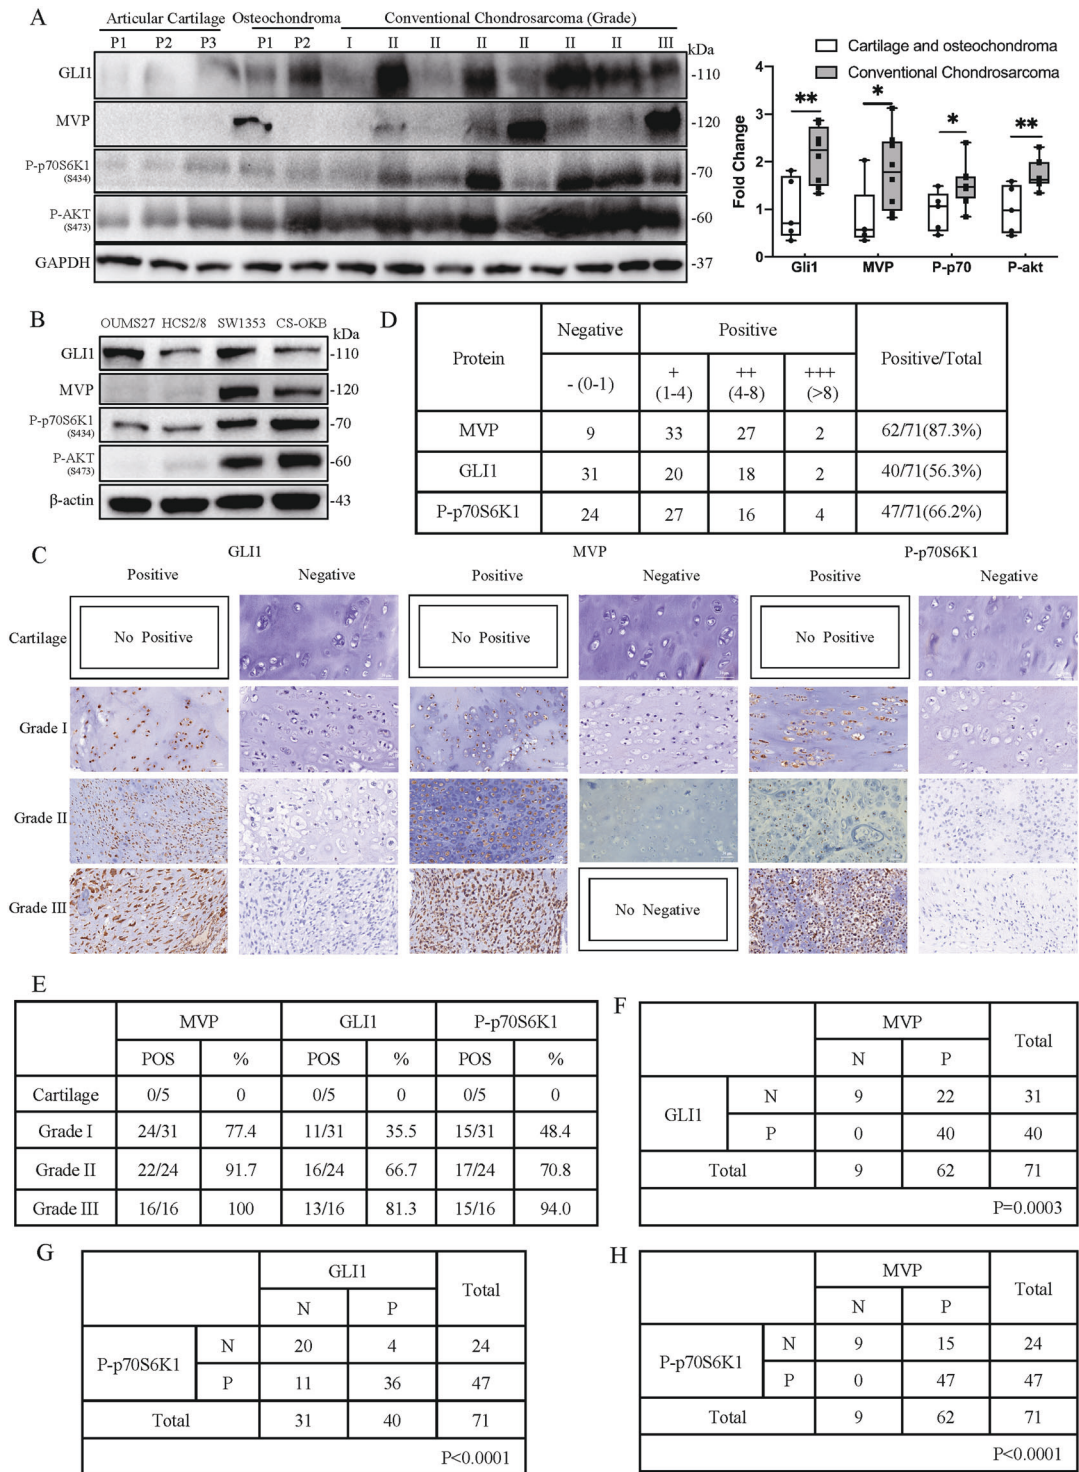 A
Articular Cartilage Osteochondroma Conventional Chondrosarcoma (Grade)
P1 P2 P3 P1 P2 I II II II II II II III kDa
GLI1 -110
MVP -120
P-p70S6K1 -70
(S434)
P-AKT -60
(S473)
GAPDH -37
Cartilage and osteochondroma
Conventional Chondrosarcoma
Fold Change
4
3
2
1
0
** * * **
Gli1 MVP P-p70 P-akt
B
OUMS27 HCS2/8 SW1353 CS-OKB kDa
GLI1 -110
MVP -120
P-p70S6K1 -70
(S434)
P-AKT -60
(S473)
β-actin -43
D
Protein Negative Positive Positive/Total
- (0-1) + ++ +++
(1-4) (4-8) (>8)
MVP 9 33 27 2 62/71(87.3%)
GLI1 31 20 18 2 40/71(56.3%)
P-p70S6K1 24 27 16 4 47/71(66.2%)
C
GLI1 MVP P-p70S6K1
Positive Negative Positive Negative Positive Negative
Cartilage No Positive No Positive No Positive
Grade I
Grade II
Grade III No Negative
E
MVP GLI1 P-p70S6K1
POS % POS % POS %
Cartilage 0/5 0 0/5 0 0/5 0
Grade I 24/31 77.4 11/31 35.5 15/31 48.4
Grade II 22/24 91.7 16/24 66.7 17/24 70.8
Grade III 16/16 100 13/16 81.3 15/16 94.0
F
MVP Total
N P
GLI1 N 9 22 31
P 0 40 40
Total 9 62 71
P=0.0003
G
GLI1 Total
N P
P-p70S6K1 N 20 4 24
P 11 36 47
Total 31 40 71
P<0.0001
H
MVP Total
N P
P-p70S6K1 N 9 15 24
P 0 47 47
Total 9 62 71
P<0.0001